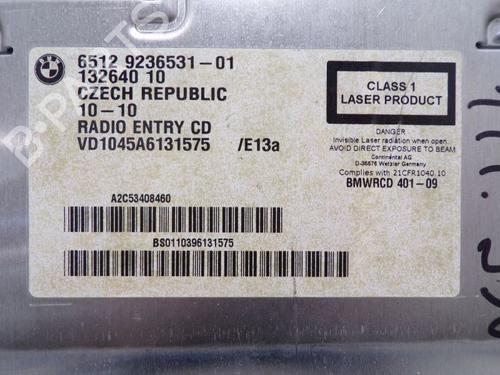 BMW
6512 9236531-01
132640 10
CZECH REPUBLIC
10-10
RADIO ENTRY CD
VD1045A6131575 /E13a
A2C53408460
BS0110396131575
CLASS 1
LASER PRODUCT
DANGER
Invisible Laser radiation when open
AVOID DIRECT EXPOSURE TO BEAM
Continental AG
D-35576 Wetzlar Germany
Complies with 21CFR1040.10
BMWRCD 401-09
B-PARTS